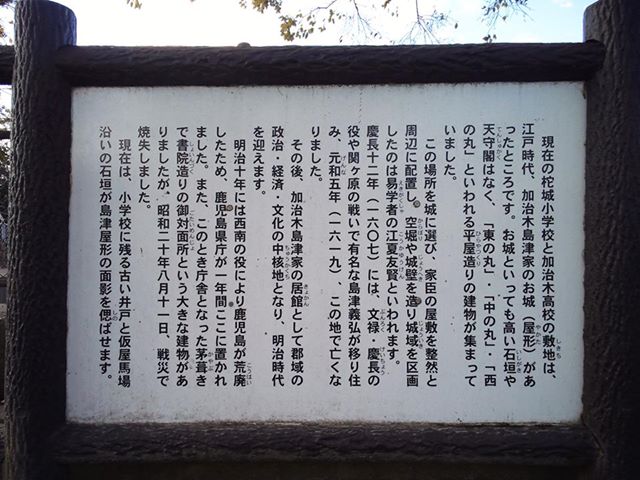 現在の柁城小学校と加治木高校の敷地は、
江戸時代、加治木島津家のお城（屋形）があ
ったところです。お城といっても高い石垣や
天守閣はなく、「東の丸」・「中の丸」・「西
の丸」といわれる平屋造りの建物が集まって
いました。
この場所を城に選び、家臣の屋敷を整然と
周辺に配置し、空堀や城壁を造り城域を区画
したのは易学者の江夏友賢といわれます。
慶長十二年（一六〇七）には、文禄・慶長の
役や関ヶ原の戦いで有名な島津義弘が移り住
み、元和五年（一六一九）、この地で亡くな
りました。
その後、加治木島津家の居館として郡域の
政治・経済・文化の中核地となり、明治時代
を迎えます。
明治十年には西南の役により鹿児島が荒廃
したため、鹿児島県庁が一年間ここに置かれ
ました。また、このとき庁舎となった茅葺き
で書院造りの御対面所という大きな建物があ
りましたが、昭和二十年八月十一日、戦災で
焼失しました。
現在は、小学校に残る古い井戸と仮屋馬場
沿いの石垣が島津屋形の面影を偲ばせます。